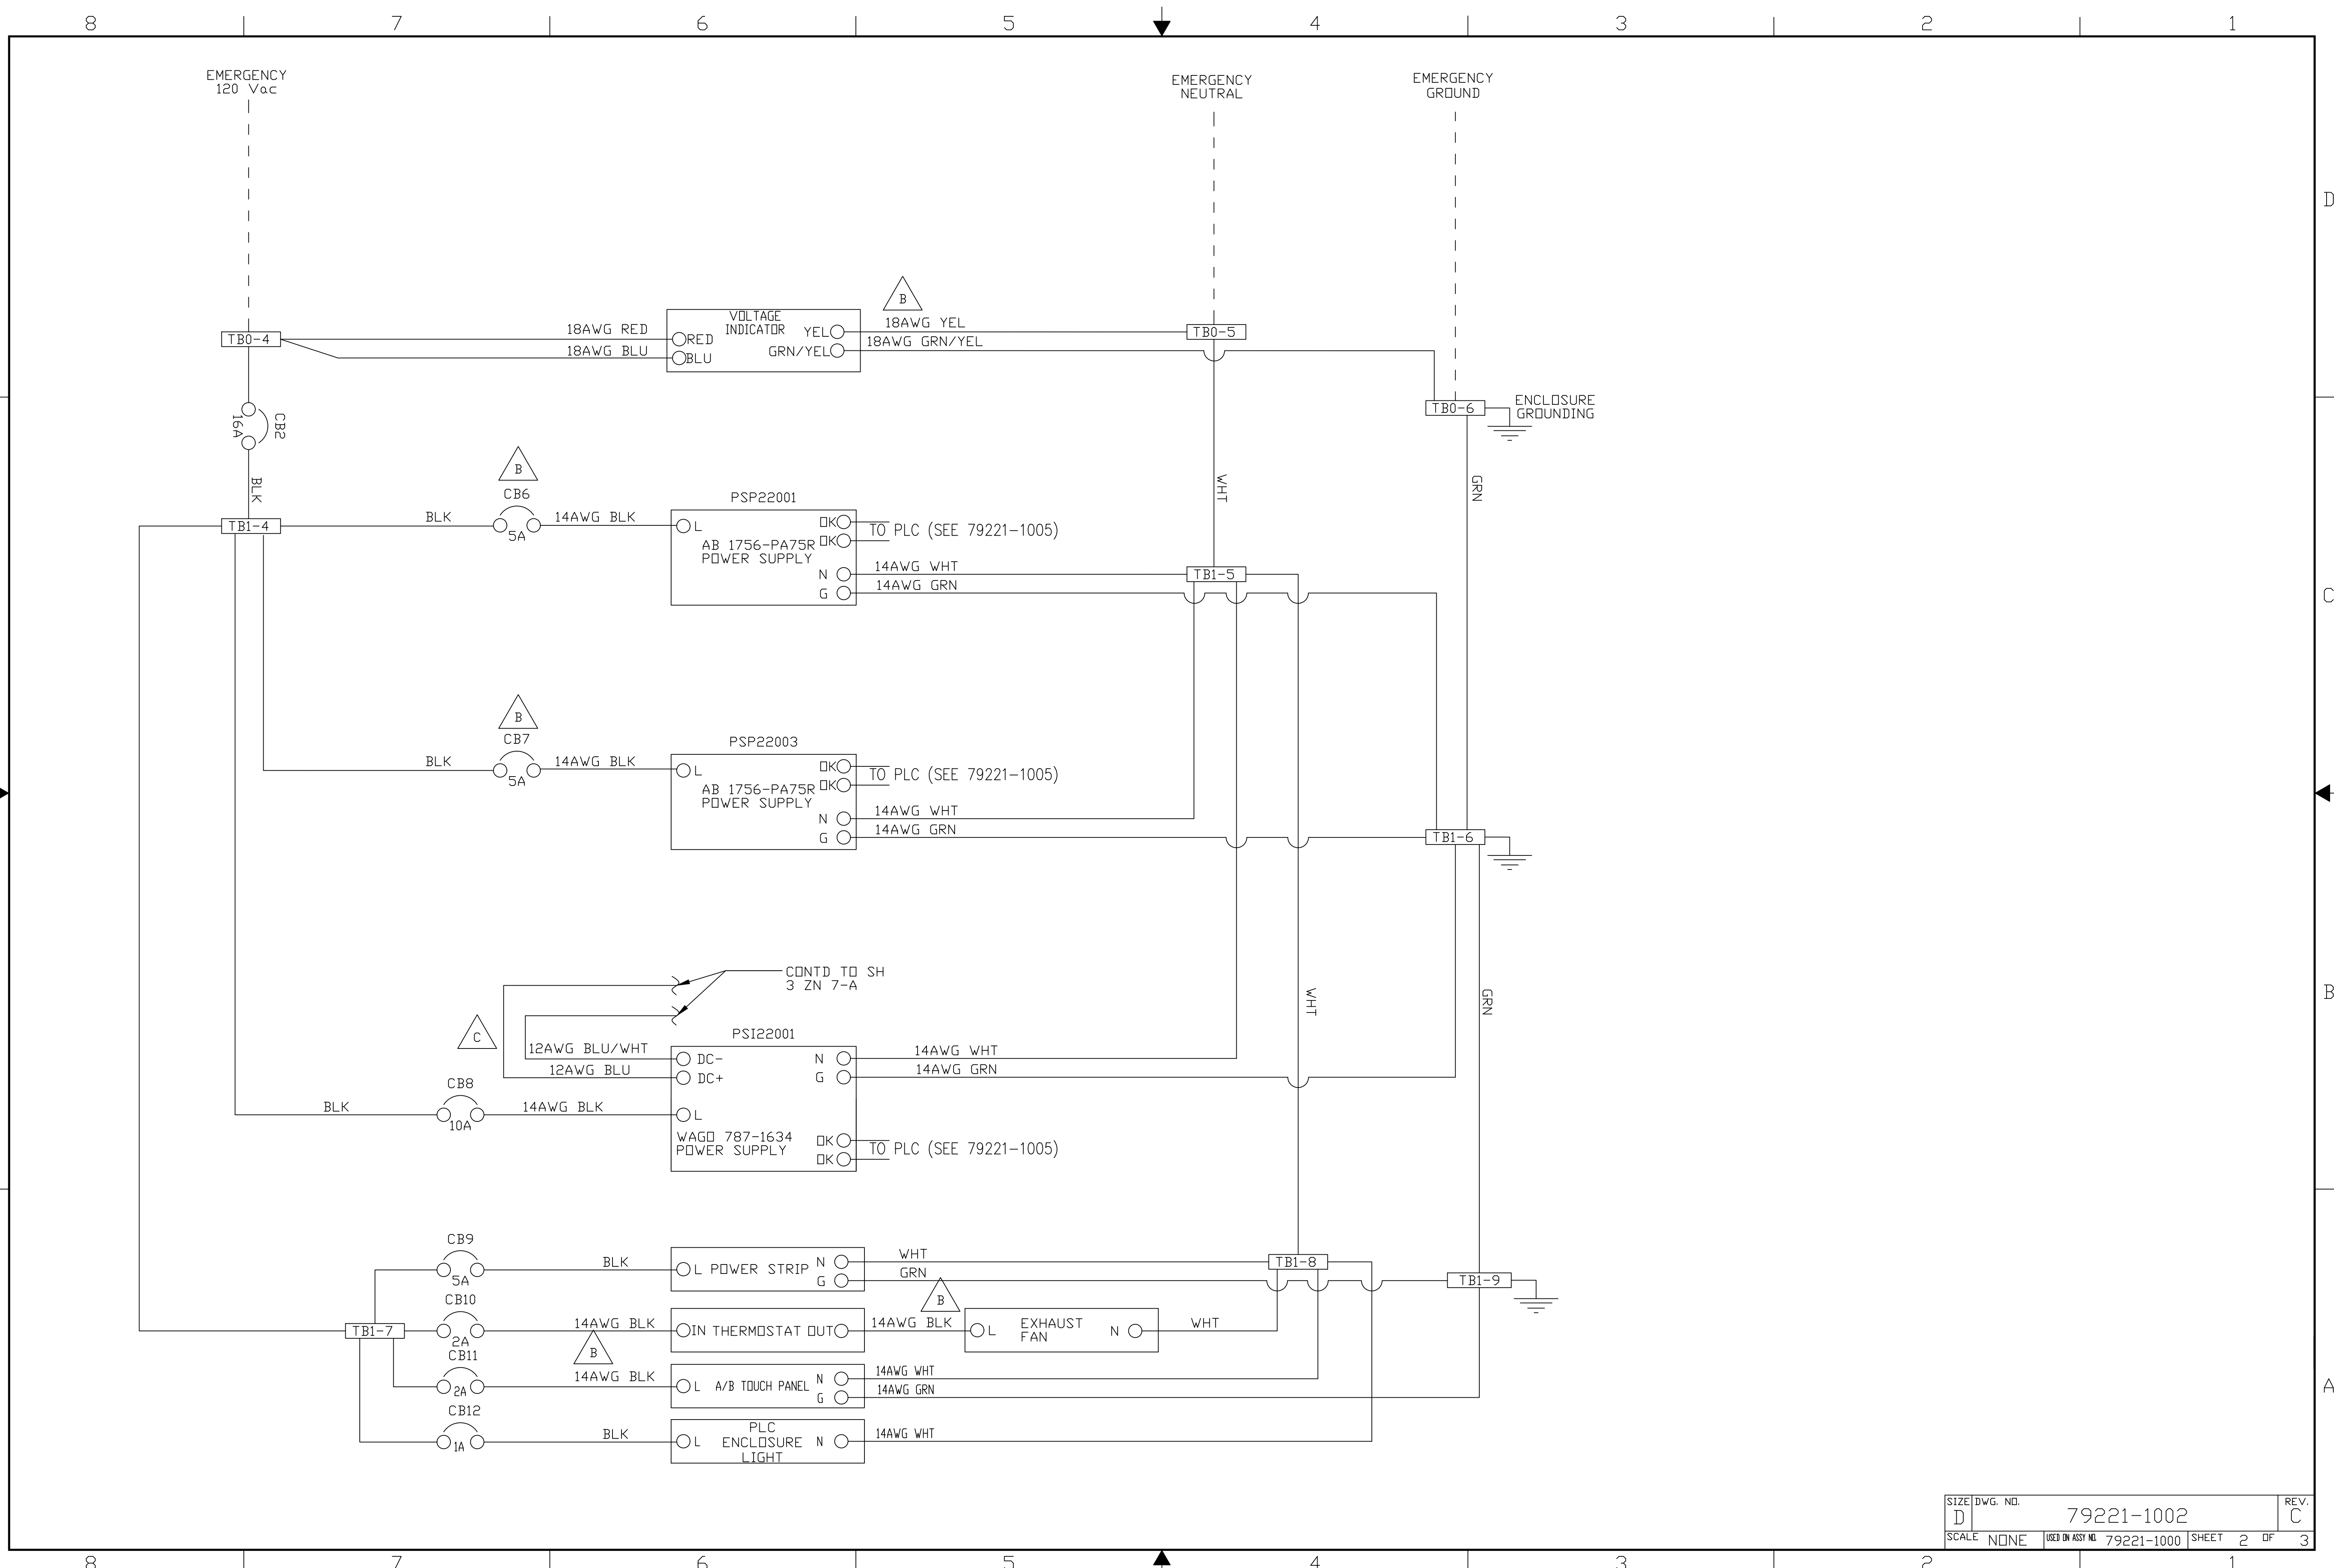 8 7 6 5 4 3 2 1
EMERGENCY
120 Vac
EMERGENCY
NEUTRAL
EMERGENCY
GROUND
D
B
VOLTAGE
INDICATOR
RED
BLU
YEL
GRN/YEL
18AWG RED
18AWG BLU
18AWG YEL
18AWG GRN/YEL
TB0-4
TB0-5
TB0-6
ENCLOSURE
GROUNDING
CB2
16A
BLK
WHT
GRN
B
CB6
5A
TB1-4
BLK
14AWG BLK
PSP22001
L
AB 1756-PA75R
POWER SUPPLY
OK
OK
N
G
TO PLC (SEE 79221-1005)
14AWG WHT
14AWG GRN
TB1-5
C
B
CB7
5A
BLK
14AWG BLK
PSP22003
L
AB 1756-PA75R
POWER SUPPLY
OK
OK
N
G
TO PLC (SEE 79221-1005)
14AWG WHT
14AWG GRN
TB1-6
CONTD TO SH
3 ZN 7-A
WHT
GRN
B
C
PSI22001
12AWG BLU/WHT
12AWG BLU
DC-
DC+
N
G
14AWG WHT
14AWG GRN
CB8
10A
BLK
14AWG BLK
L
WAGO 787-1634
POWER SUPPLY
OK
OK
TO PLC (SEE 79221-1005)
CB9
5A
BLK
L POWER STRIP N
G
WHT
GRN
TB1-8
TB1-9
CB10
2A
TB1-7
14AWG BLK
IN THERMOSTAT OUT
B
14AWG BLK
L
EXHAUST
FAN
N
WHT
CB11
2A
B
14AWG BLK
L A/B TOUCH PANEL N
G
14AWG WHT
14AWG GRN
A
CB12
1A
BLK
L
PLC
ENCLOSURE
LIGHT
N
14AWG WHT
SIZE
D
DWG. NO.
79221-1002
REV.
C
SCALE NONE
USED ON ASSY NO. 79221-1000
SHEET 2 OF 3
8 7 6 5 4 3 2 1